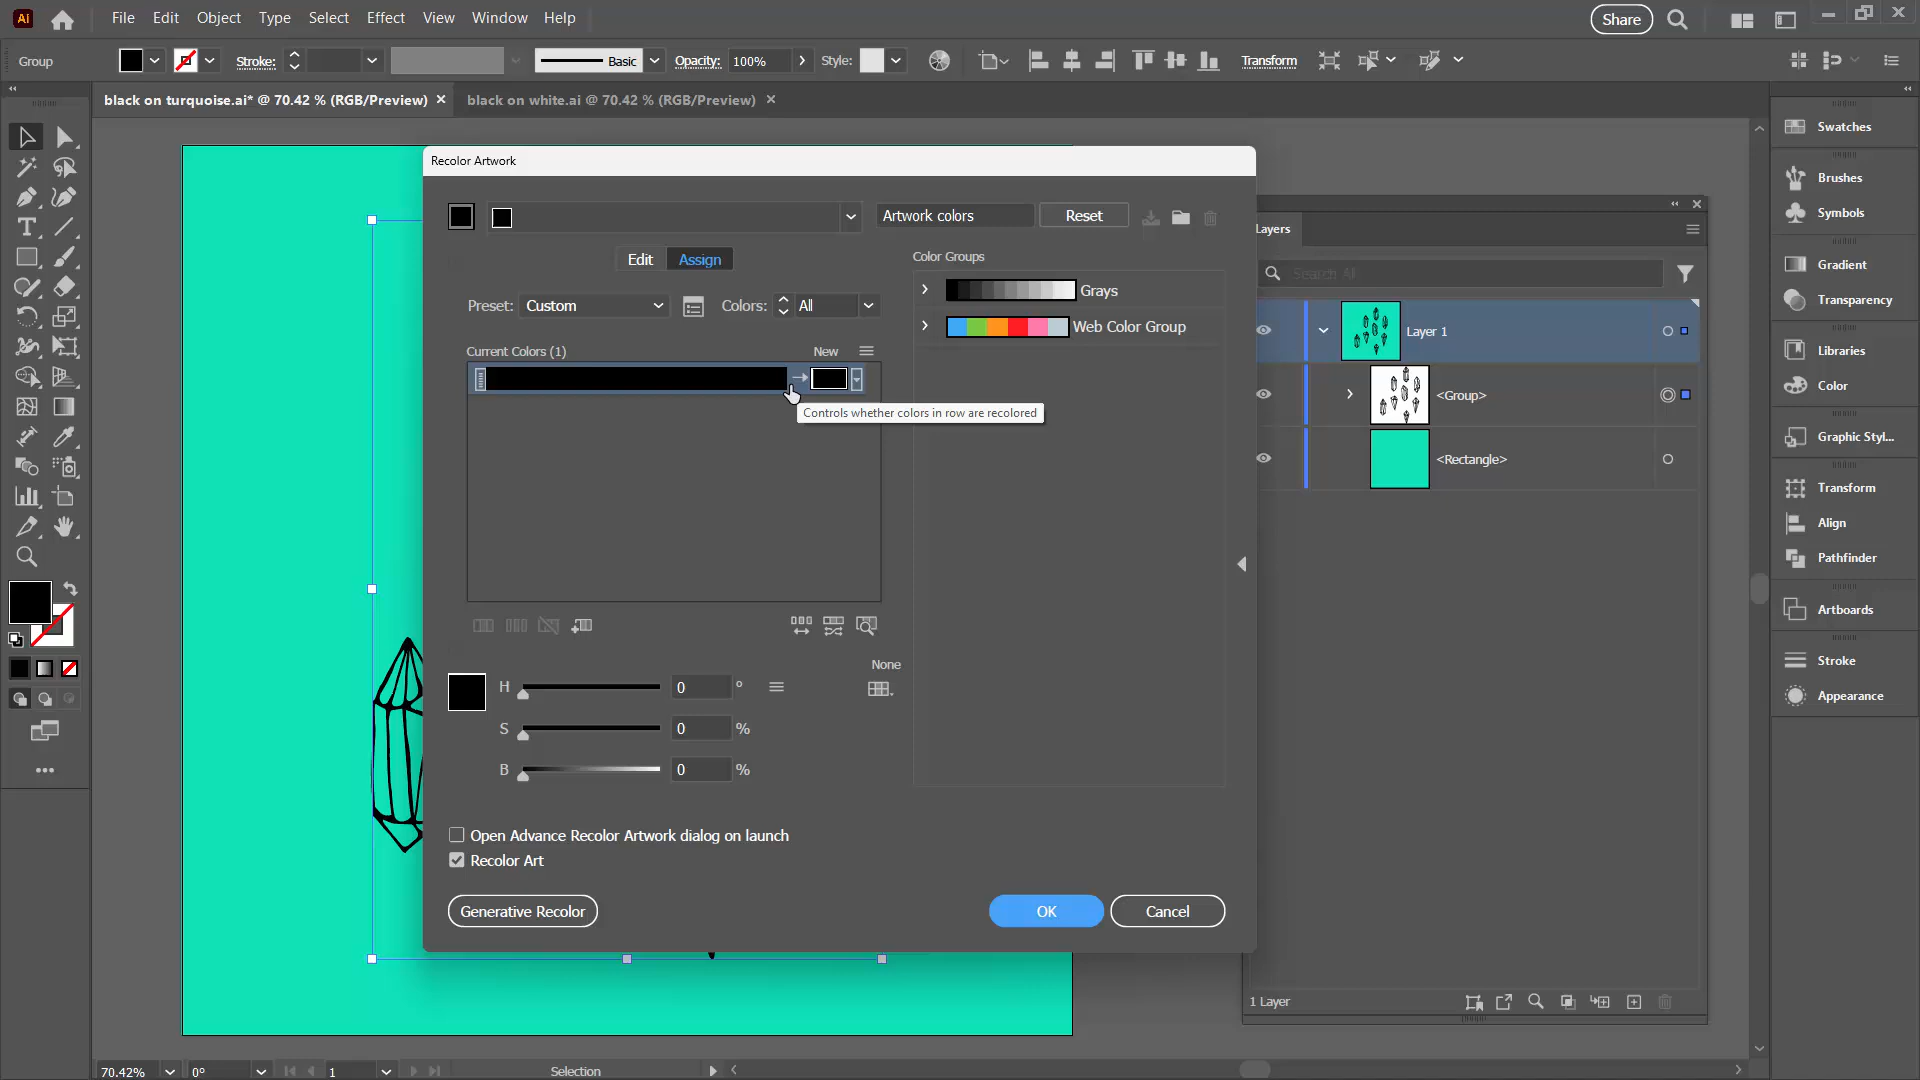 Ai File Edit Object Type Select Effect View Window Help Share
Group Stroke: Basic Opacity: 100% Style: Transform
black on turquoise.ai* @ 70.42 % (RGB/Preview) × black on white.ai @ 70.42 % (RGB/Preview) ×
Recolor Artwork
Artwork colors Reset
Edit Assign
Color Groups
Preset: Custom Colors: All
Grays
Web Color Group
Current Colors (1) New
Controls whether colors in row are recolored
None
H 0 °
S 0 %
B 0 %
Open Advance Recolor Artwork dialog on launch
Recolor Art
Generative Recolor OK Cancel
Layers
Search All
Layer 1
<Group>
<Rectangle>
1 Layer
Swatches
Brushes
Symbols
Gradient
Transparency
Libraries
Color
Graphic Styl...
Transform
Align
Pathfinder
Artboards
Stroke
Appearance
70.42% 0° 1 Selection